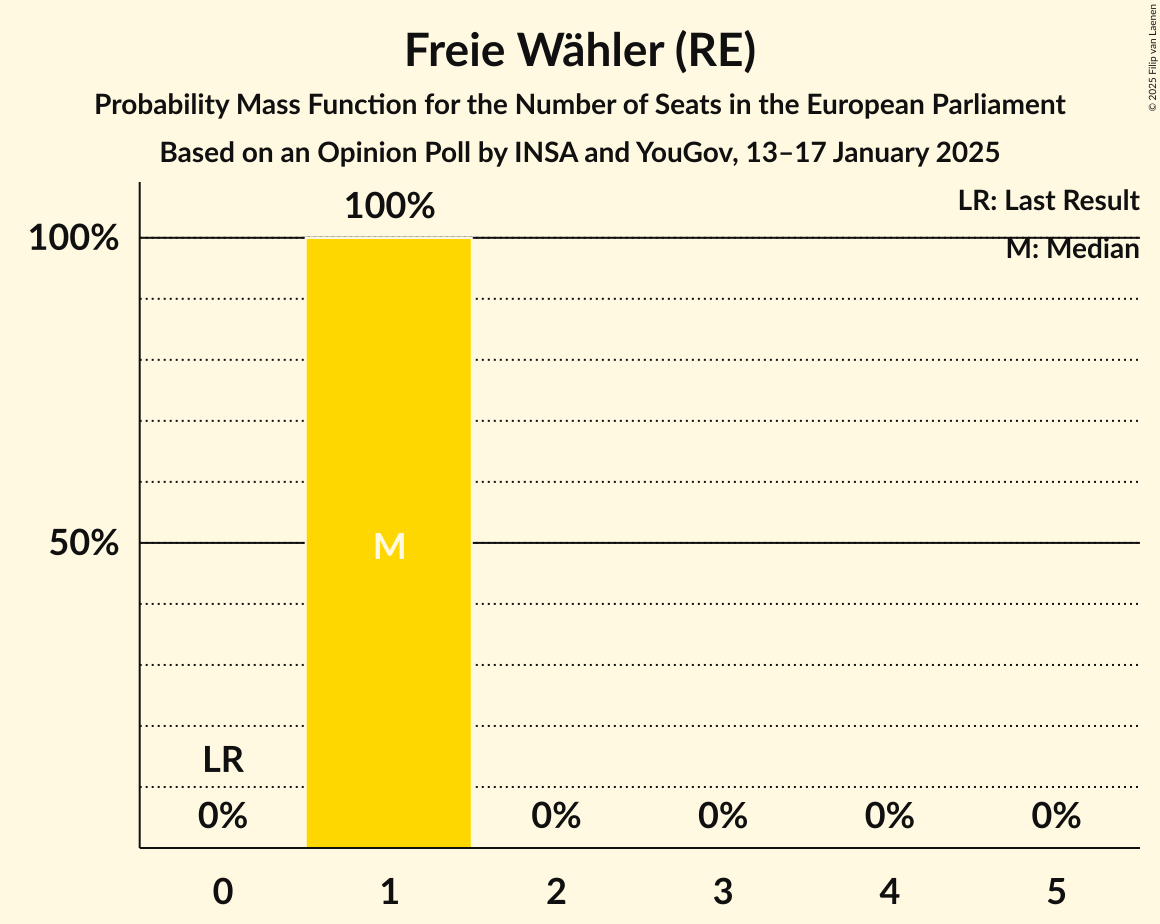 Freie Wähler (RE)
Probability Mass Function for the Number of Seats in the European Parliament
Based on an Opinion Poll by INSA and YouGov, 13–17 January 2025
© 2025 Filip van Laenen
LR: Last Result
M: Median
100%
100%
50%
M
LR
0%
0%
0%
0%
0%
0
1
2
3
4
5